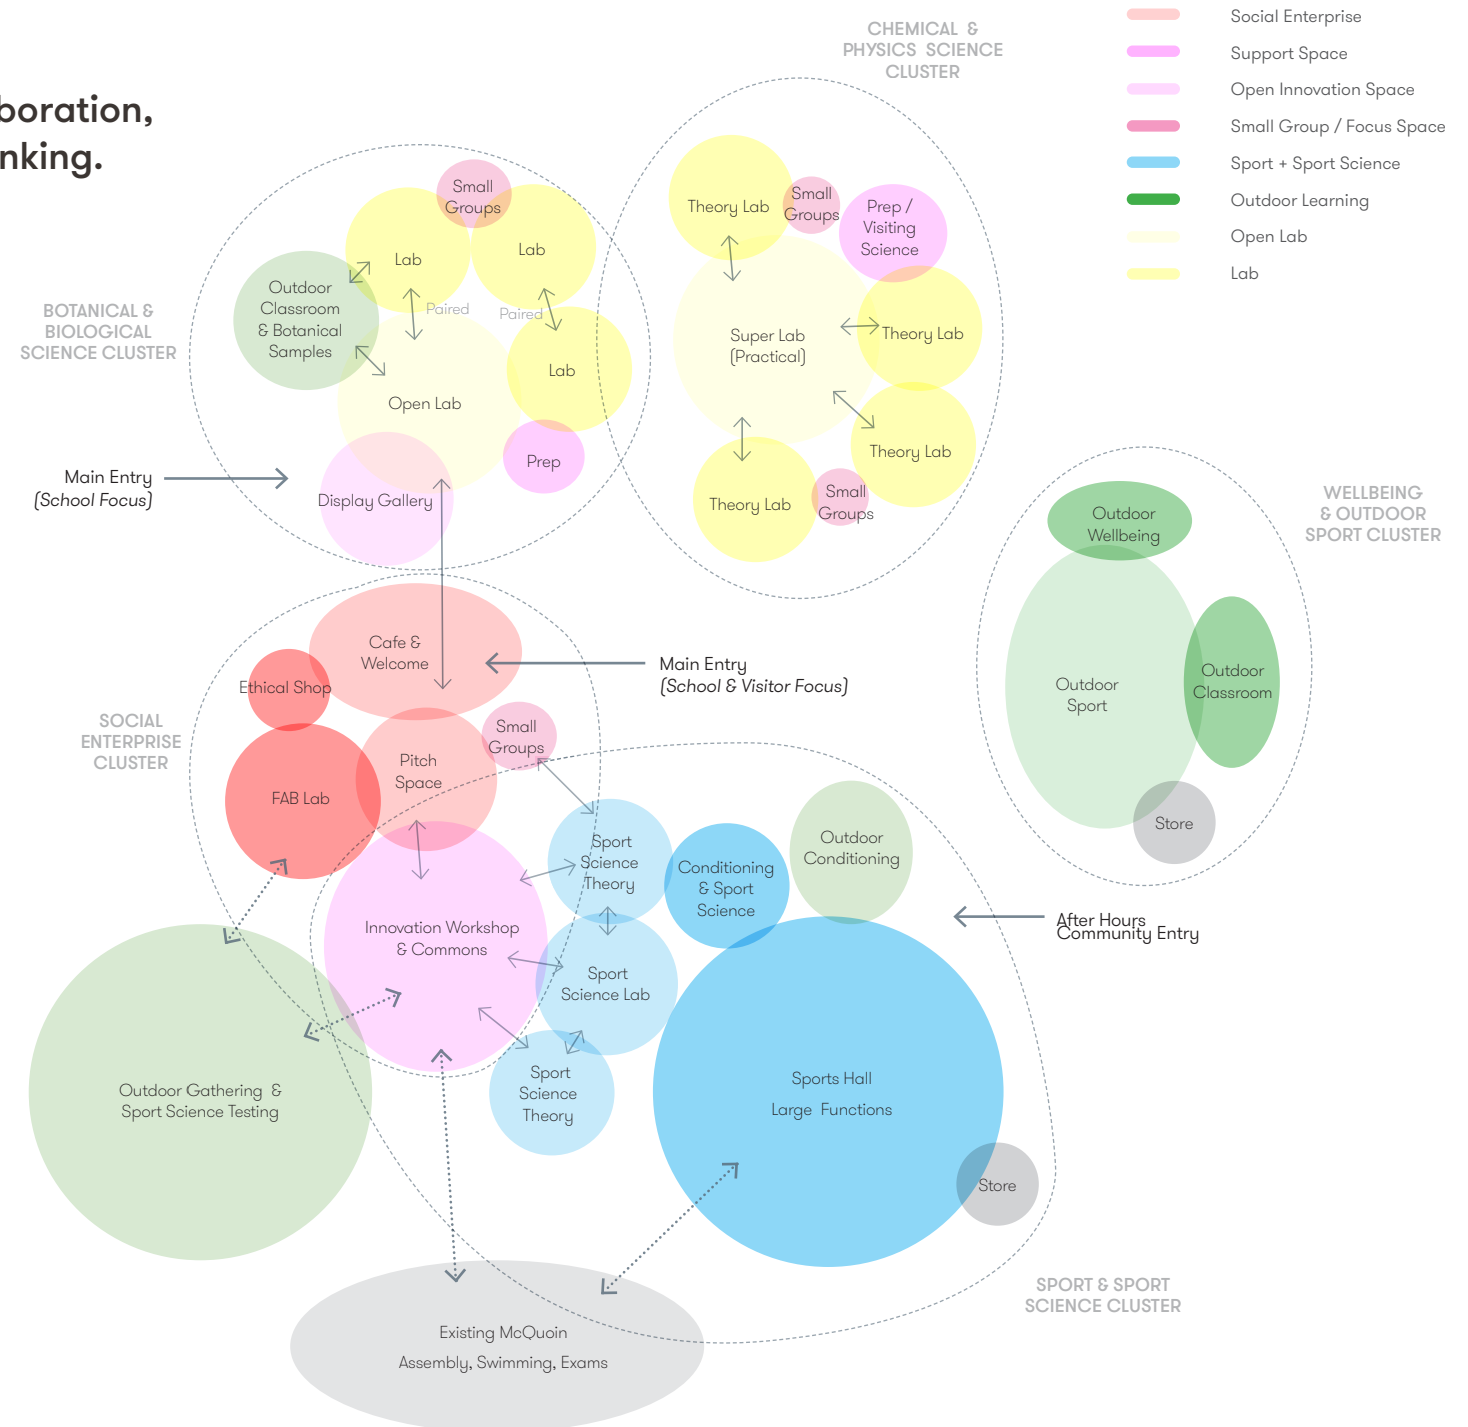 boration,
nking.
Social Enterprise
Support Space
Open Innovation Space
Small Group / Focus Space
Sport + Sport Science
Outdoor Learning
Open Lab
Lab
CHEMICAL &
PHYSICS SCIENCE
CLUSTER
Theory Lab
Small
Groups
Prep /
Visiting
Science
Super Lab
(Practical)
Theory Lab
Theory Lab
Theory Lab
Small
Groups
BOTANICAL &
BIOLOGICAL
SCIENCE CLUSTER
Small
Groups
Lab
Lab
Outdoor
Classroom
& Botanical
Samples
Paired
Paired
Lab
Open Lab
Prep
Display Gallery
Main Entry
(School Focus)
WELLBEING
& OUTDOOR
SPORT CLUSTER
Outdoor
Wellbeing
Outdoor
Sport
Outdoor
Classroom
Store
SOCIAL
ENTERPRISE
CLUSTER
Cafe &
Welcome
Main Entry
(School & Visitor Focus)
Ethical Shop
Small
Groups
Pitch
Space
FAB Lab
Innovation Workshop
& Commons
Sport
Science
Theory
Conditioning
& Sport
Science
Outdoor
Conditioning
After Hours
Community Entry
Sport
Science Lab
Sport
Science
Theory
Outdoor Gathering &
Sport Science Testing
Sports Hall
Large Functions
Store
SPORT & SPORT
SCIENCE CLUSTER
Existing McQuoin
Assembly, Swimming, Exams